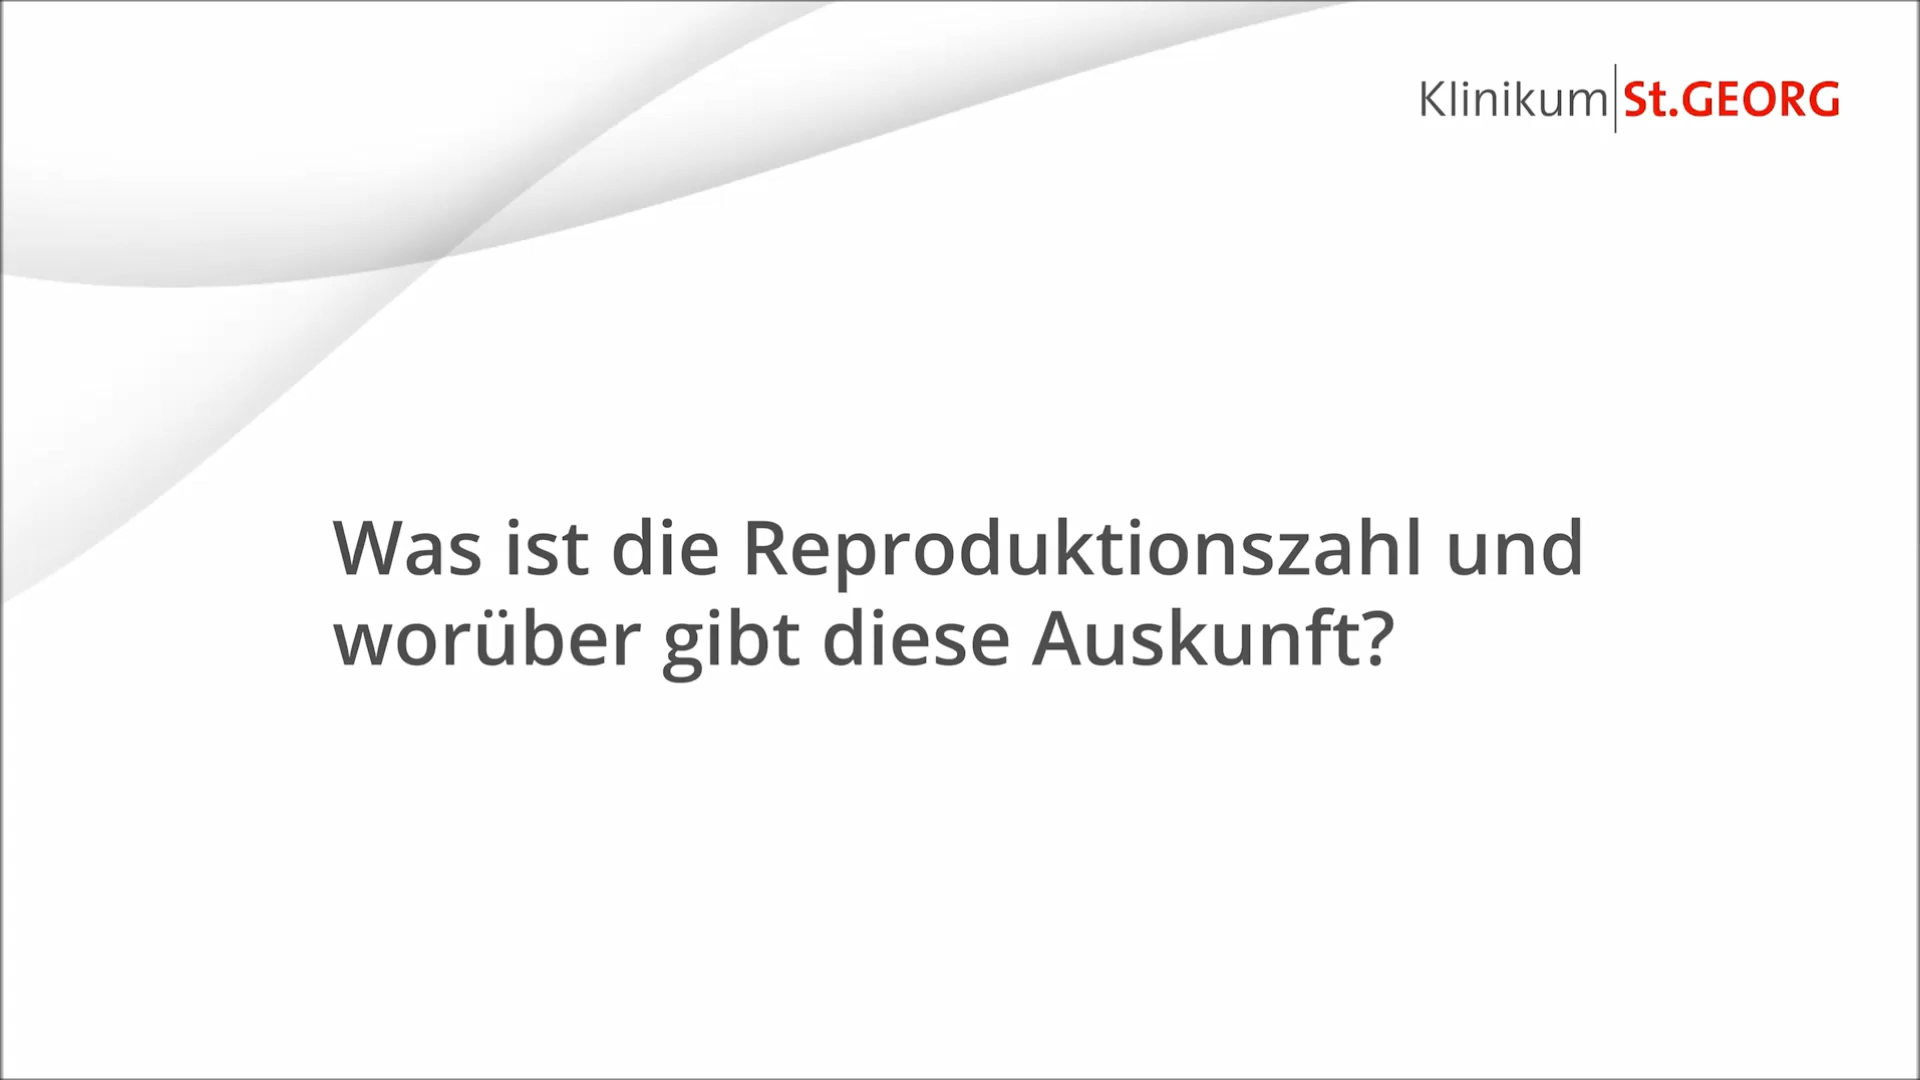 Klinikum St.GEORG
Was ist die Reproduktionszahl und
worüber gibt diese Auskunft?